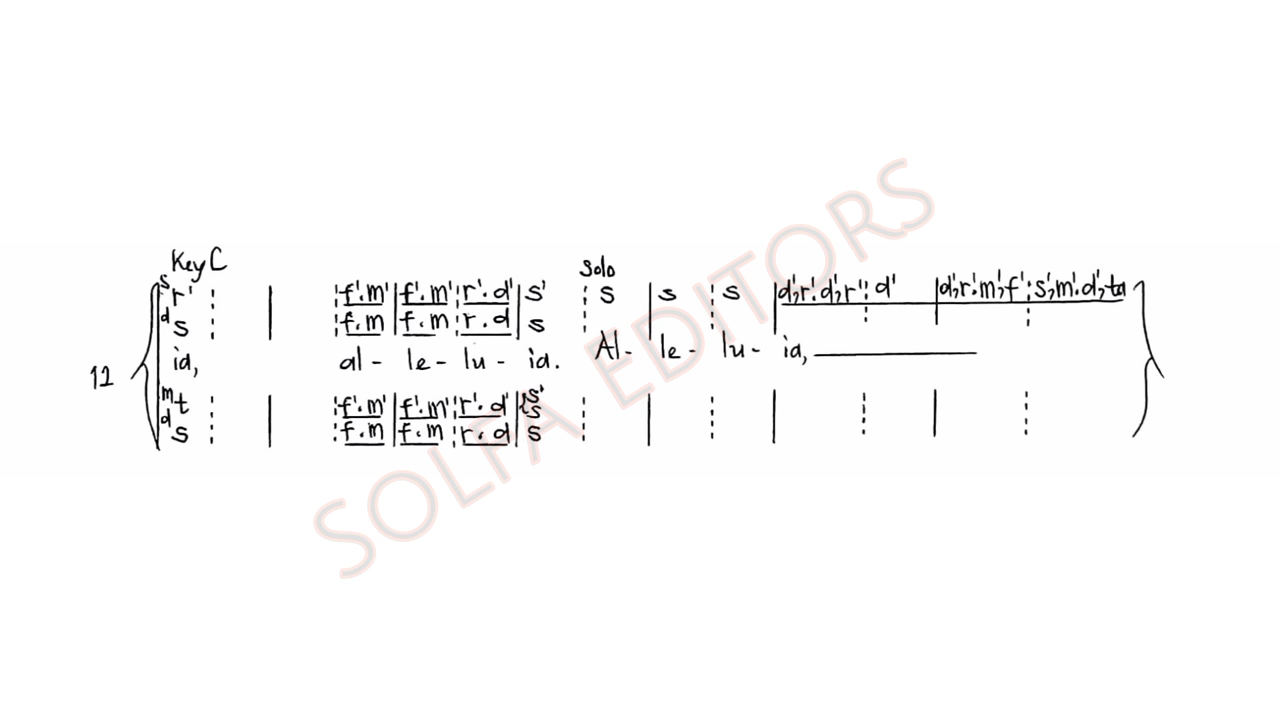 Key C
Solo
s r' : | :f'.m' |f'.m' :r'.d' |s' : s |s : s |d',r'.d',r' : d' |d',r'.m',f' : s',m'.d',ta
d s : :f.m |f.m :r.d |s : | : | : | :
ia, al - le - lu - ia. Al - le - lu - ia,
12
m t : | :f'.m' |f'.m' :r'.d' |{s' s : | : | : | :
d s : :f.m |f.m :r.d |s
SOLFA EDITORS